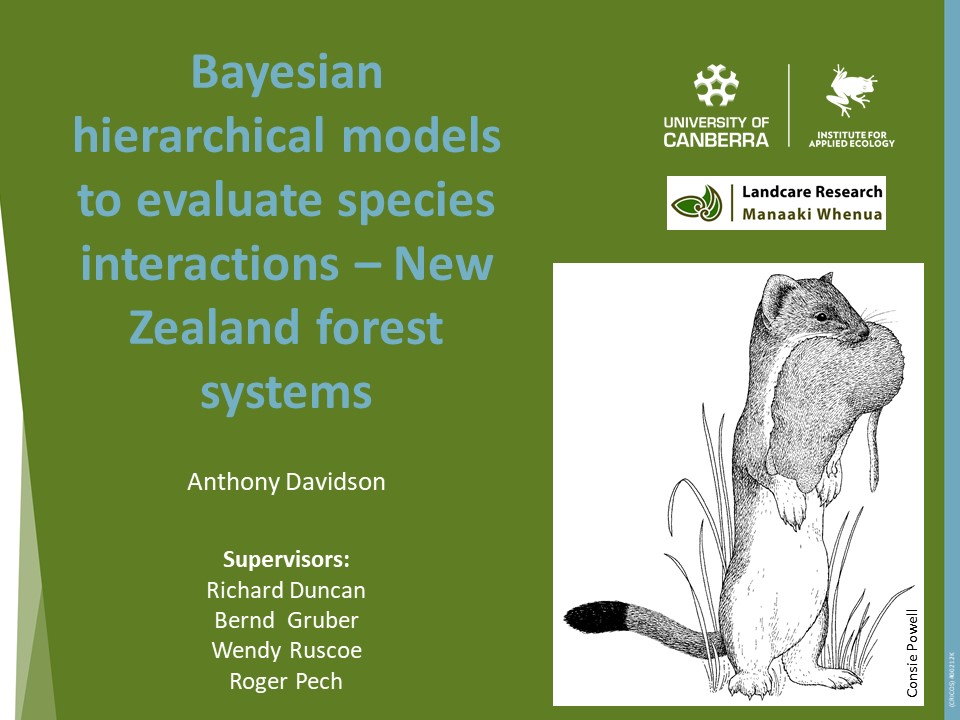 Bayesian
hierarchical models
to evaluate species
interactions – New
Zealand forest
systems
Anthony Davidson
Supervisors:
Richard Duncan
Bernd Gruber
Wendy Ruscoe
Roger Pech
UNIVERSITY OF
CANBERRA
INSTITUTE FOR
APPLIED ECOLOGY
Landcare Research
Manaaki Whenua
Consie Powell